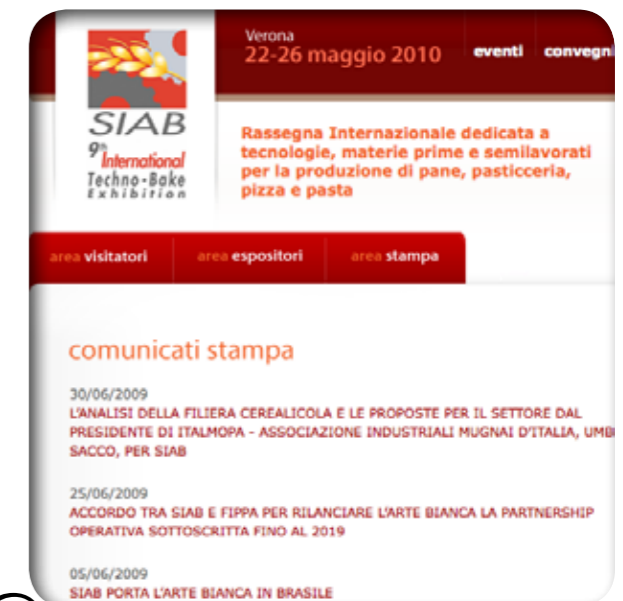 Verona
22-26 maggio 2010
eventi convegni
SIAB
9th International
Techno-Bake
Exhibition
Rassegna Internazionale dedicata a
tecnologie, materie prime e semilavorati
per la produzione di pane, pasticceria,
pizza e pasta
area visitatori area espositori area stampa
comunicati stampa
30/06/2009
L'ANALISI DELLA FILIERA CEREALICOLA E LE PROPOSTE PER IL SETTORE DAL
PRESIDENTE DI ITALMOPA - ASSOCIAZIONE INDUSTRIALI MUGNAI D'ITALIA,
SACCO, PER SIAB
25/06/2009
ACCORDO TRA SIAB E FIPPA PER RILANCIARE L'ARTE BIANCA LA PARTNERSHIP
OPERATIVA SOTTOSCRITTA FINO AL 2019
05/06/2009
SIAB PORTA L'ARTE BIANCA IN BRASILE